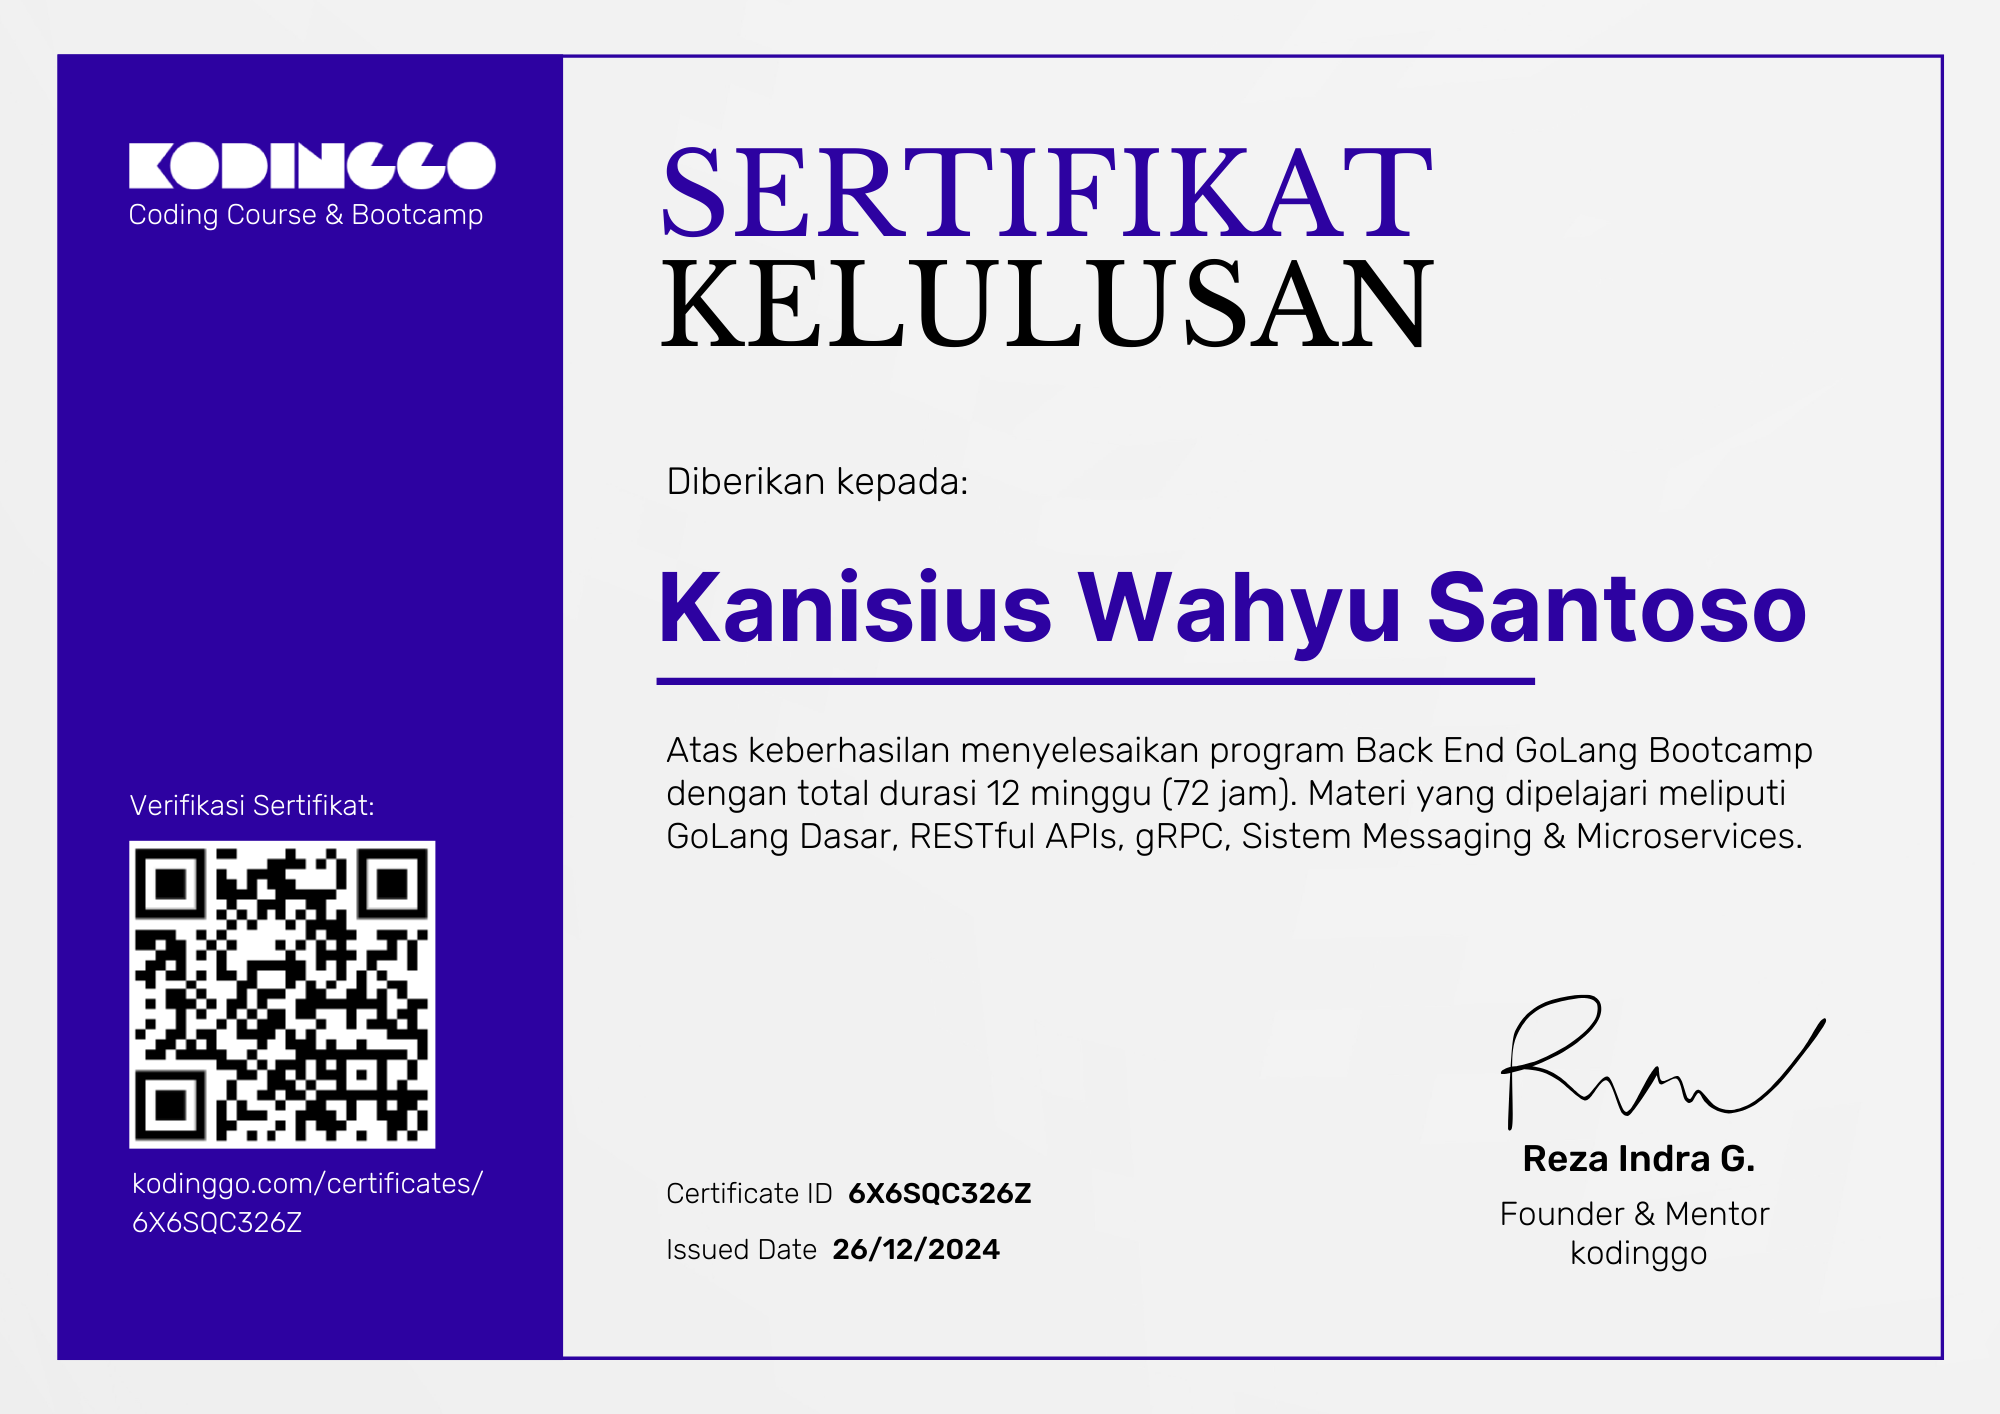 KODINGGO
Coding Course & Bootcamp
SERTIFIKAT
KELULUSAN
Diberikan kepada:
Kanisius Wahyu Santoso
Atas keberhasilan menyelesaikan program Back End GoLang Bootcamp
dengan total durasi 12 minggu (72 jam). Materi yang dipelajari meliputi
GoLang Dasar, RESTful APIs, gRPC, Sistem Messaging & Microservices.
Verifikasi Sertifikat:
kodinggo.com/certificates/
6X6SQC326Z
Certificate ID 6X6SQC326Z
Issued Date 26/12/2024
Reza Indra G.
Founder & Mentor
kodinggo